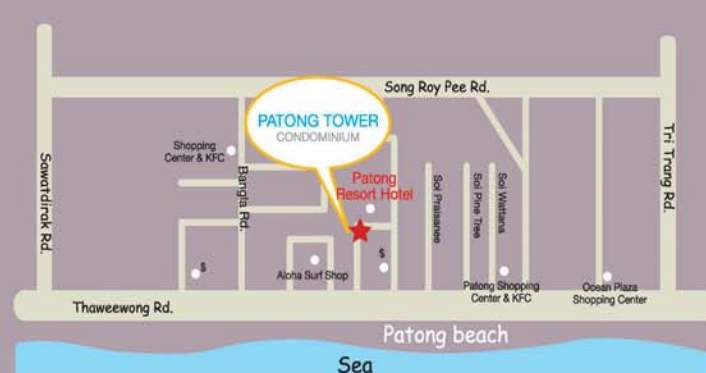 Song Roy Pee Rd.
PATONG TOWER
CONDOMINIUM
Shopping
Center & KFC
Sawatdirak Rd.
Bangla Rd.
Patong
Resort Hotel
Soi Praisanee
Soi Pine Tree
Soi Wattana
Tri Trang Rd.
$
Aloha Surf Shop
$
Patong Shopping
Center & KFC
Ocean Plaza
Shopping Center
Thaweewong Rd.
Patong beach
Sea